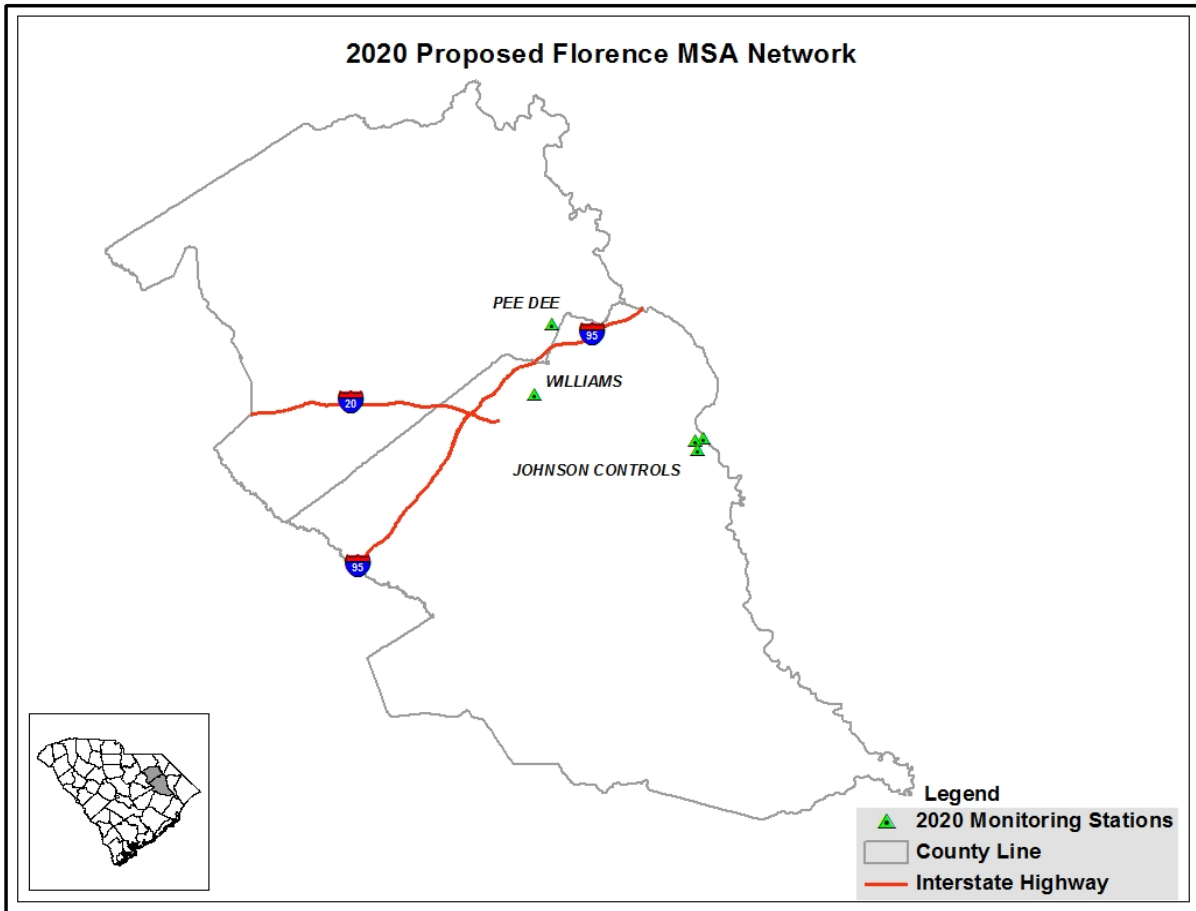 2020 Proposed Florence MSA Network
PEE DEE
95
WILLIAMS
20
JOHNSON CONTROLS
95
Legend
2020 Monitoring Stations
County Line
Interstate Highway